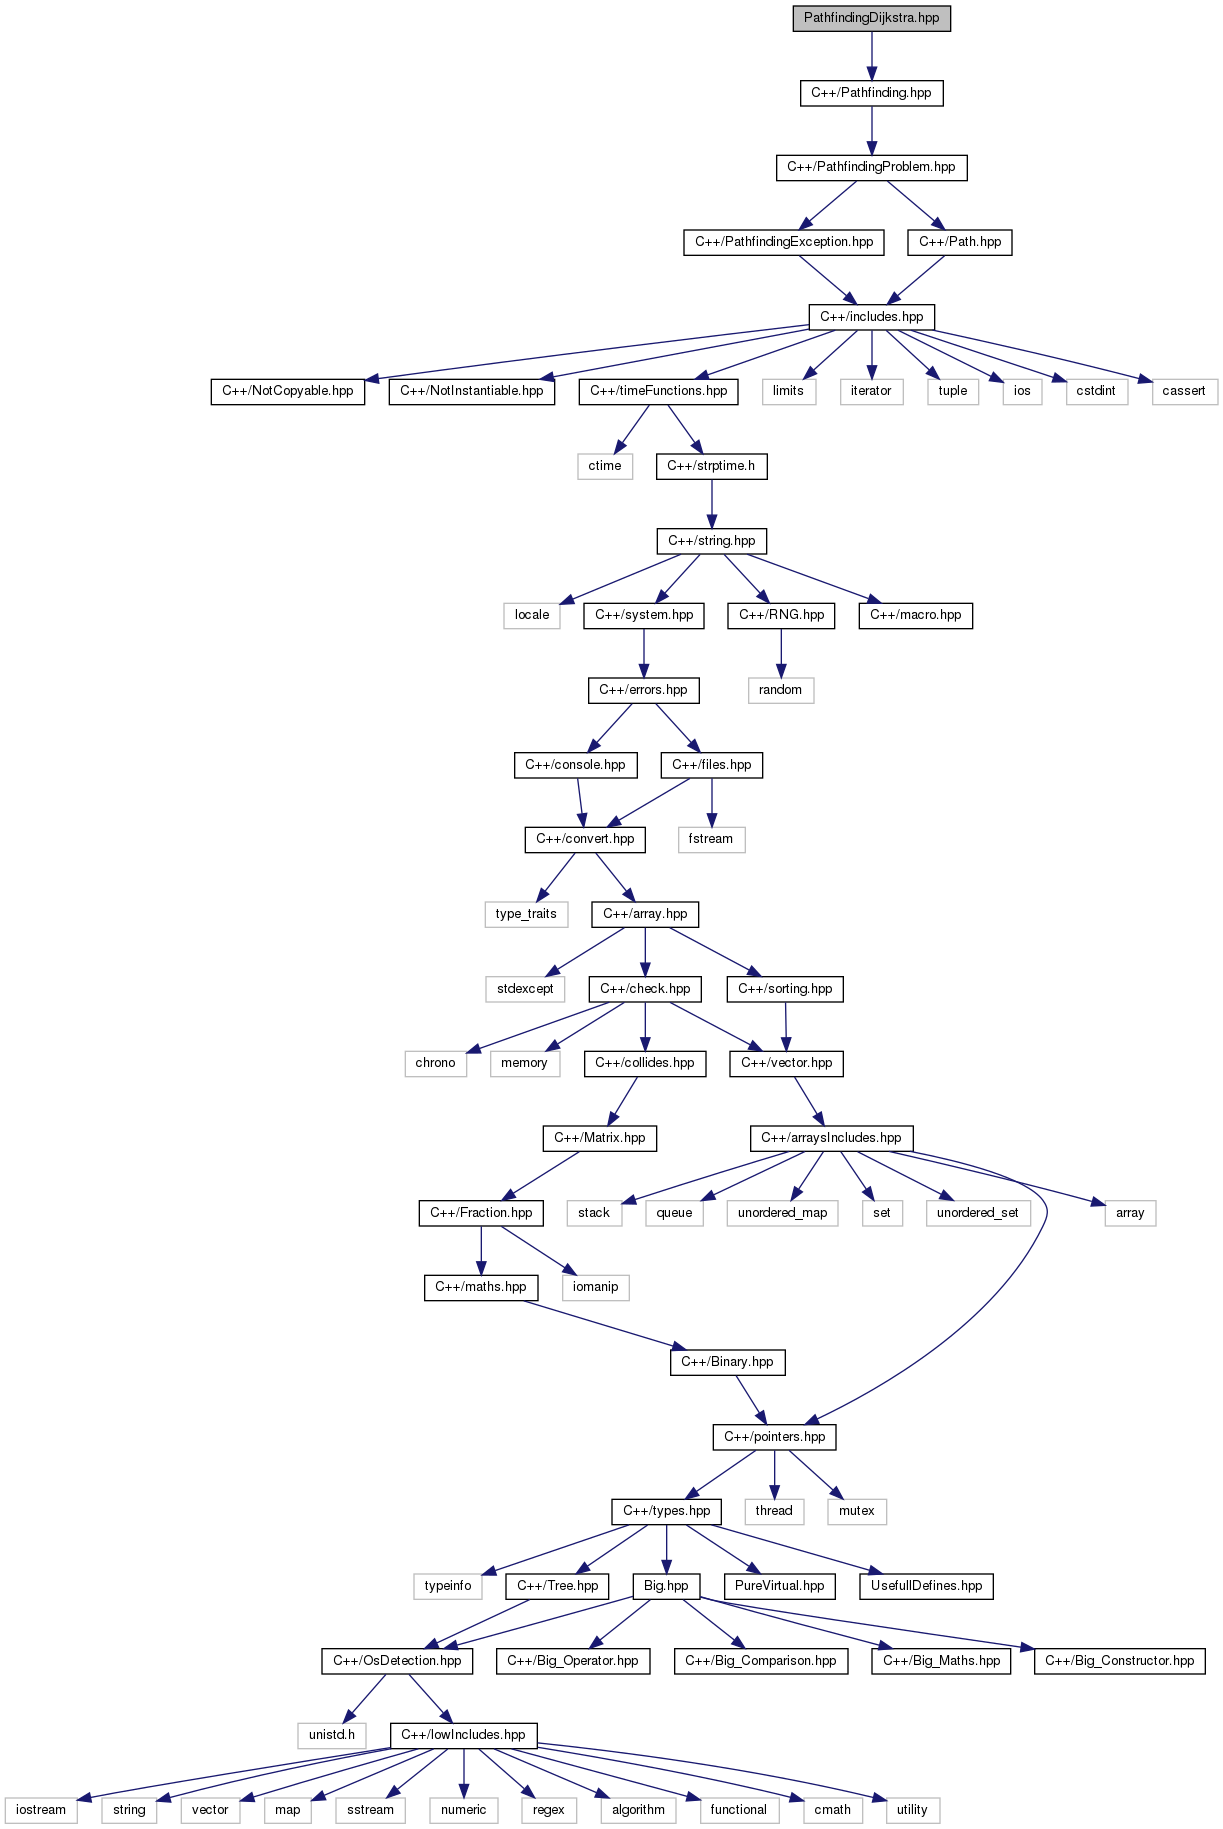 PathfindingDijkstra.hpp
C++/Pathfinding.hpp
C++/PathfindingProblem.hpp
C++/PathfindingException.hpp
C++/Path.hpp
C++/includes.hpp
C++/NotCopyable.hpp
C++/NotInstantiable.hpp
C++/timeFunctions.hpp
limits
iterator
tuple
ios
cstdint
cassert
ctime
C++/strptime.h
C++/string.hpp
locale
C++/system.hpp
C++/RNG.hpp
C++/macro.hpp
C++/errors.hpp
random
C++/console.hpp
C++/files.hpp
C++/convert.hpp
fstream
type_traits
C++/array.hpp
stdexcept
C++/check.hpp
C++/sorting.hpp
chrono
memory
C++/collides.hpp
C++/vector.hpp
C++/Matrix.hpp
C++/arraysIncludes.hpp
C++/Fraction.hpp
stack
queue
unordered_map
set
unordered_set
array
C++/maths.hpp
iomanip
C++/Binary.hpp
C++/pointers.hpp
C++/types.hpp
thread
mutex
typeinfo
C++/Tree.hpp
Big.hpp
PureVirtual.hpp
UsefullDefines.hpp
C++/OsDetection.hpp
C++/Big_Operator.hpp
C++/Big_Comparison.hpp
C++/Big_Maths.hpp
C++/Big_Constructor.hpp
unistd.h
C++/lowIncludes.hpp
iostream
string
vector
map
sstream
numeric
regex
algorithm
functional
cmath
utility